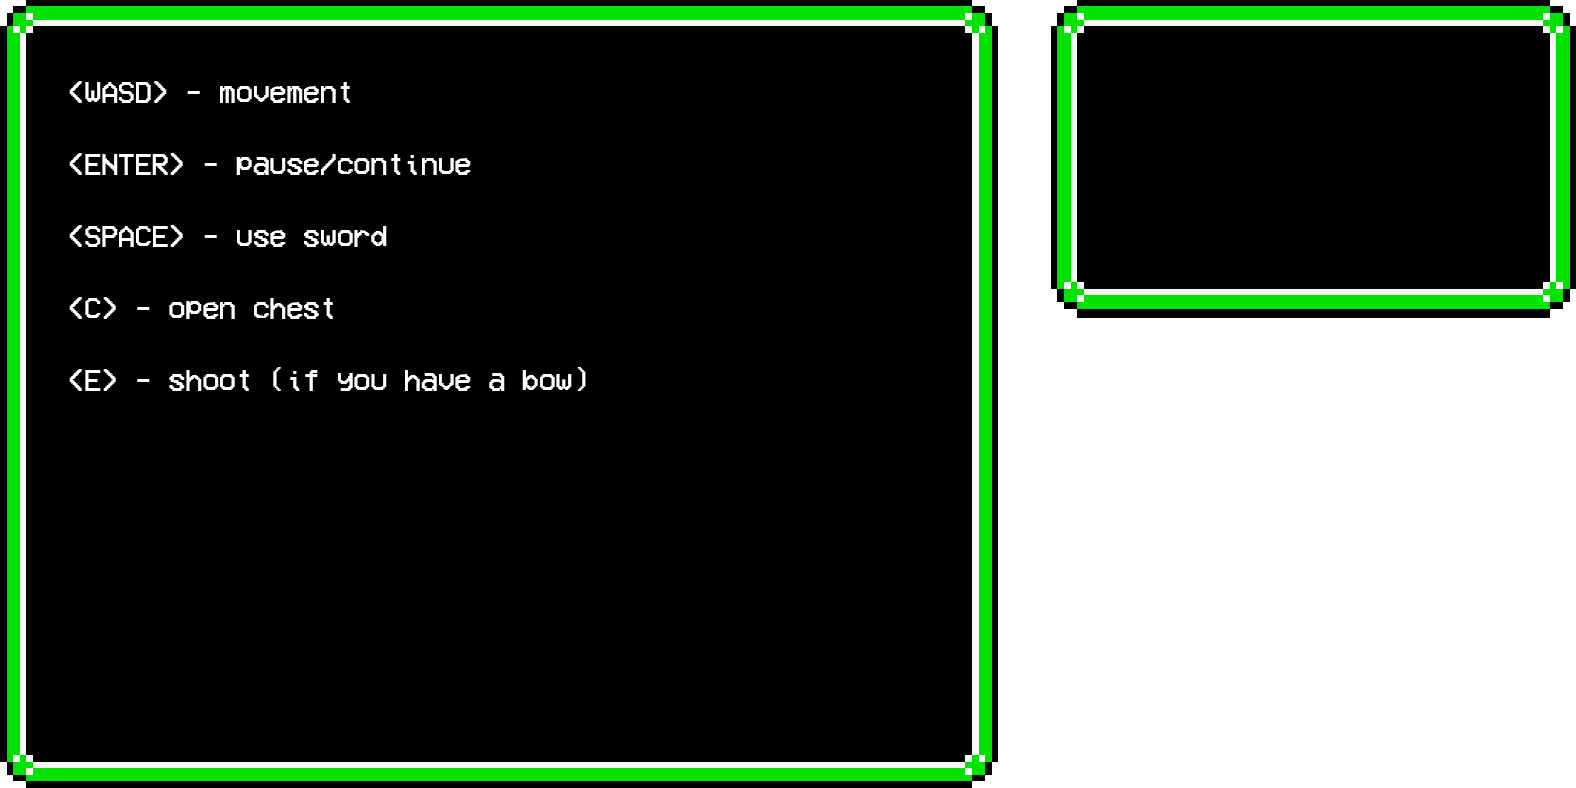 <WASD> - movement
<ENTER> - pause/continue
<SPACE> - use sword
<C> - open chest
<E> - shoot (if you have a bow)